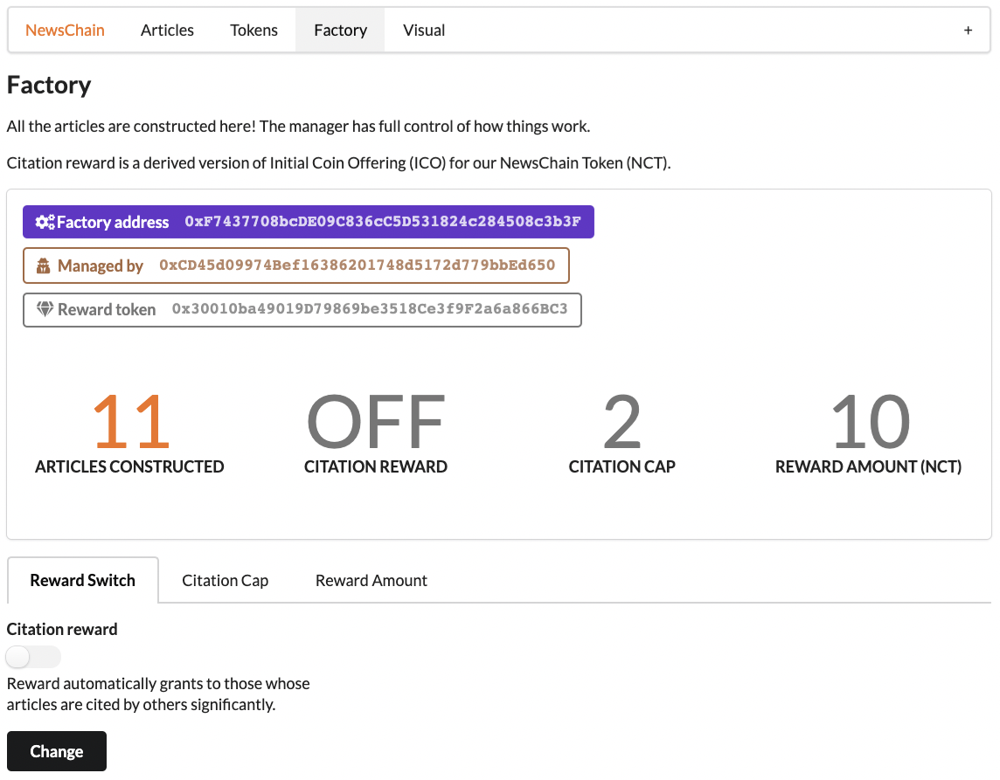 NewsChain Articles Tokens Factory Visual +
Factory
All the articles are constructed here! The manager has full control of how things work.
Citation reward is a derived version of Initial Coin Offering (ICO) for our NewsChain Token (NCT).
Factory address 0xF7437708bcDE09C836cC5D531824c284508c3b3F
Managed by 0xCD45d09974Bef16386201748d5172d779bbEd650
Reward token 0x30010ba49019D79869be3518Ce3f9F2a6a866BC3
11 OFF 2 10
ARTICLES CONSTRUCTED CITATION REWARD CITATION CAP REWARD AMOUNT (NCT)
Reward Switch Citation Cap Reward Amount
Citation reward
Reward automatically grants to those whose
articles are cited by others significantly.
Change